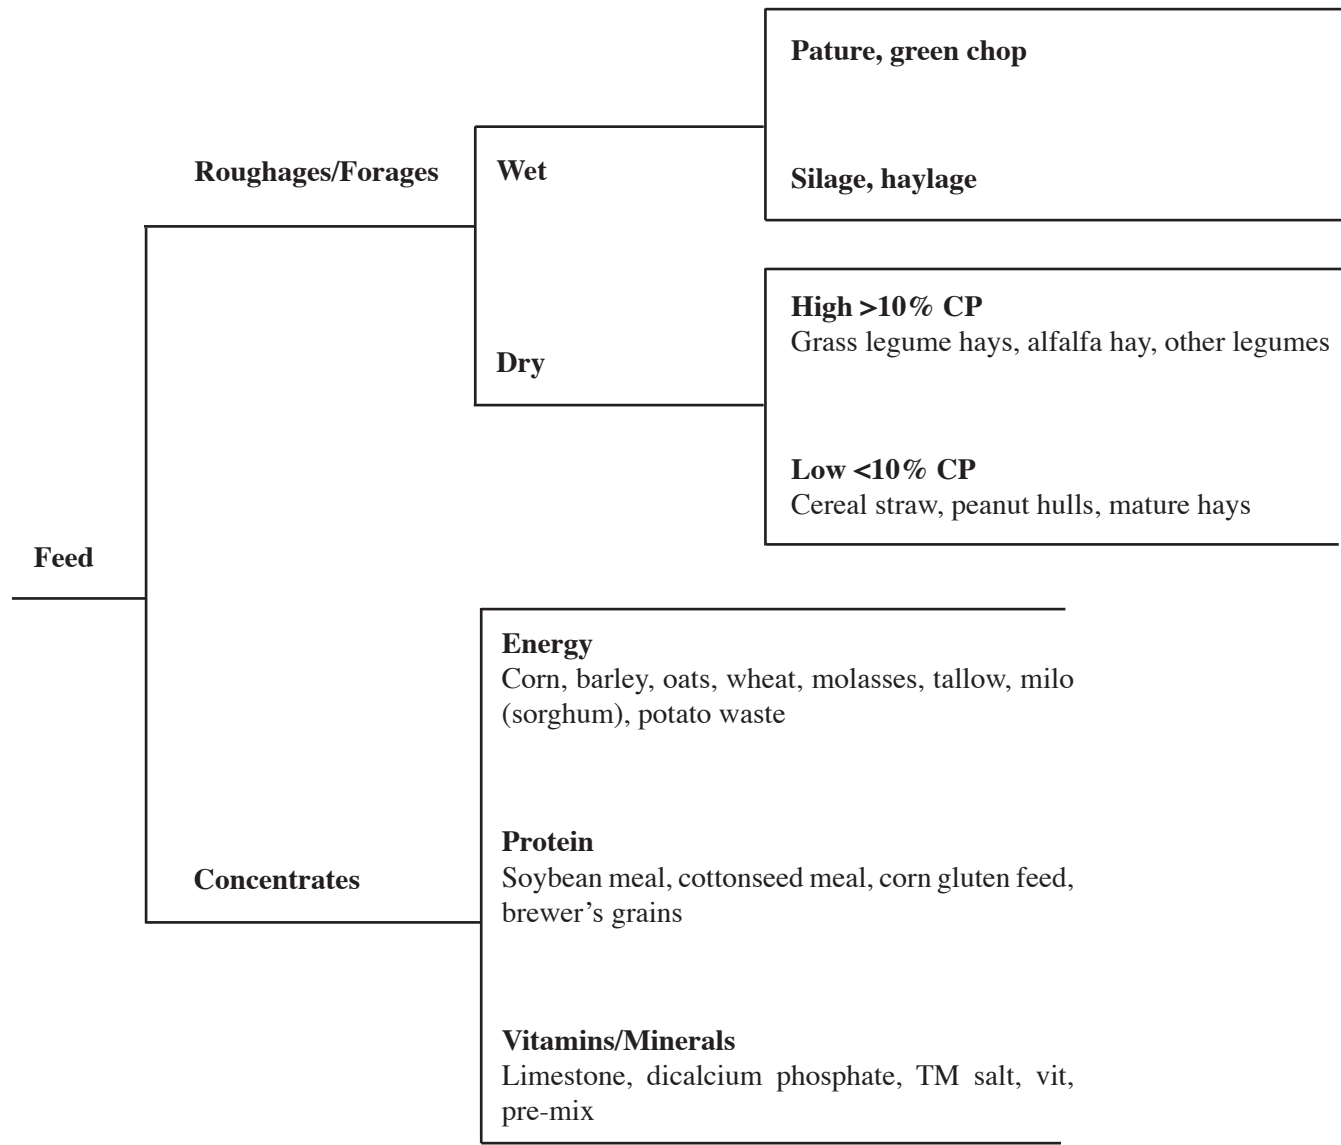 Pature, green chop
Roughages/Forages
Wet
Silage, haylage
High >10% CP
Grass legume hays, alfalfa hay, other legumes
Dry
Low <10% CP
Cereal straw, peanut hulls, mature hays
Feed
Energy
Corn, barley, oats, wheat, molasses, tallow, milo
(sorghum), potato waste
Protein
Soybean meal, cottonseed meal, corn gluten feed,
brewer’s grains
Concentrates
Vitamins/Minerals
Limestone, dicalcium phosphate, TM salt, vit,
pre-mix